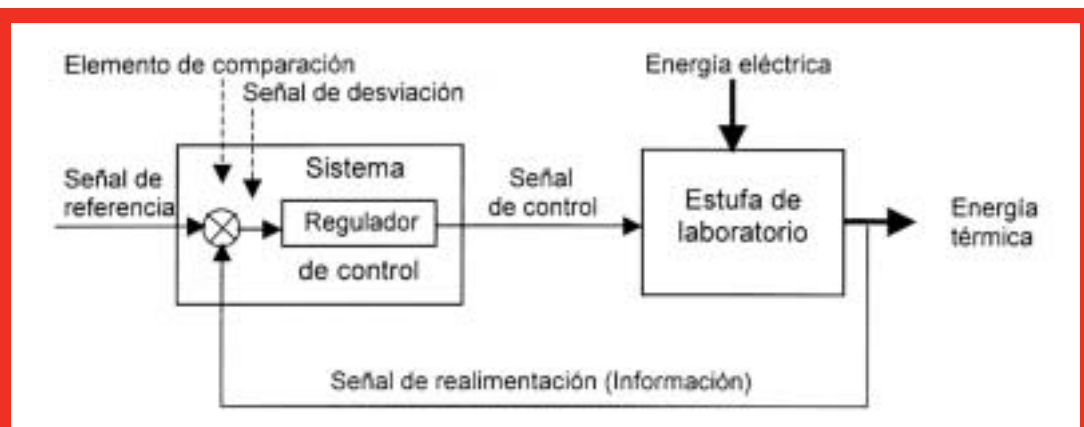 Elemento de comparación
Señal de desviación
Energía eléctrica
Señal de
referencia
Sistema
Regulador
de control
Señal
de control
Estufa de
laboratorio
Energía
térmica
Señal de realimentación (Información)